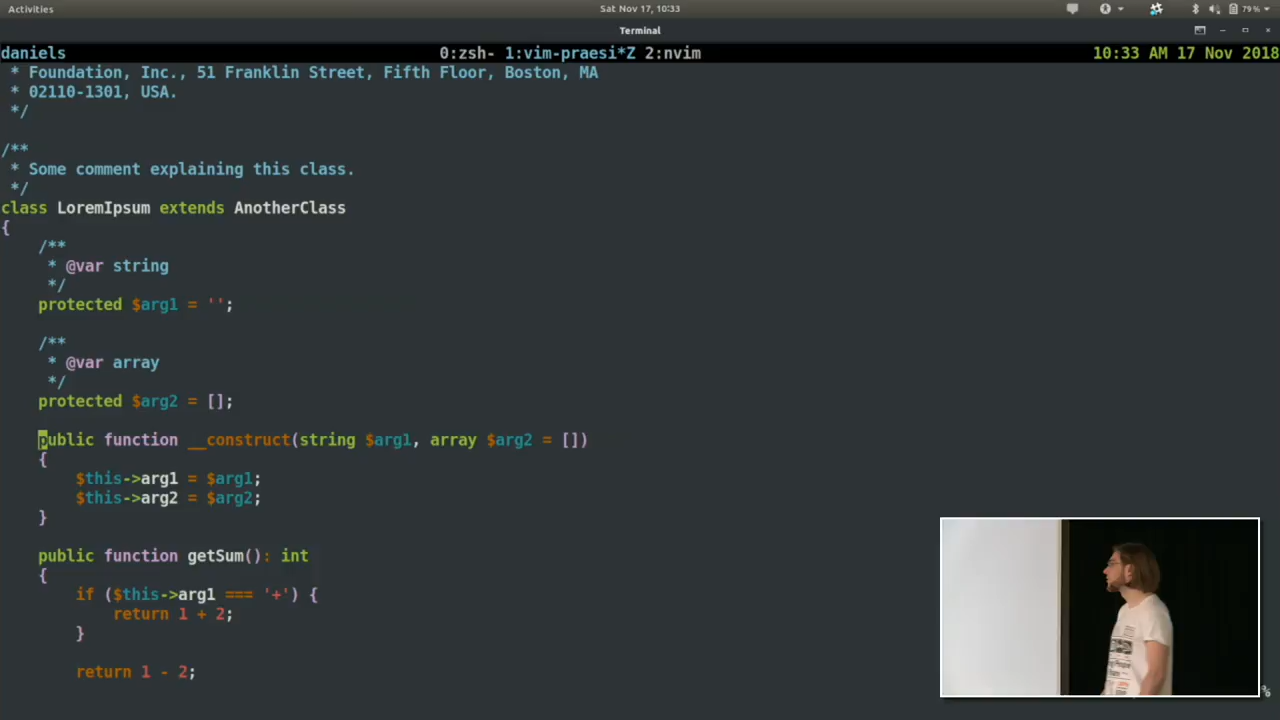 Activities
Sat Nov 17, 10:33
79%
Terminal
daniels 0:zsh- 1:vim-praesi*Z 2:nvim 10:33 AM 17 Nov 2018
 * Foundation, Inc., 51 Franklin Street, Fifth Floor, Boston, MA
 * 02110-1301, USA.
 */
/**
 * Some comment explaining this class.
 */
class LoremIpsum extends AnotherClass
{
    /**
     * @var string
     */
    protected $arg1 = '';
    /**
     * @var array
     */
    protected $arg2 = [];
    public function __construct(string $arg1, array $arg2 = [])
    {
        $this->arg1 = $arg1;
        $this->arg2 = $arg2;
    }
    public function getSum(): int
    {
        if ($this->arg1 === '+') {
            return 1 + 2;
        }
        return 1 - 2;